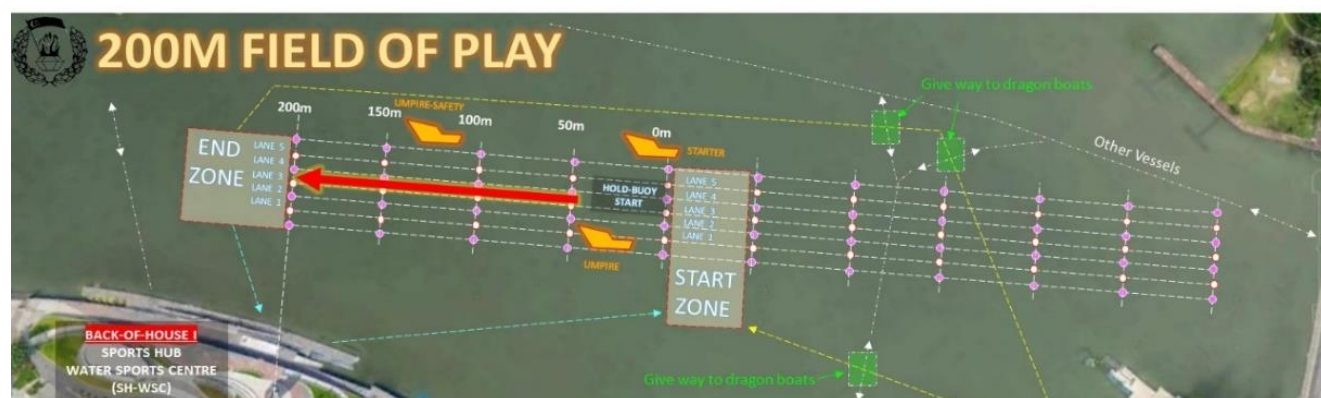 200M FIELD OF PLAY
Give way to dragon boats
200m
150m
UMPIRE-SAFETY
100m
50m
0m
STARTER
Other Vessels
END
ZONE
LANE 5
LANE 4
LANE 3
LANE 2
LANE 1
HOLD-BUOY
START
LANE 5
LANE 4
LANE 3
LANE 2
LANE 1
UMPIRE
START
ZONE
BACK-OF-HOUSE I
SPORTS HUB
WATER SPORTS CENTRE
(SH-WSC)
Give way to dragon boats